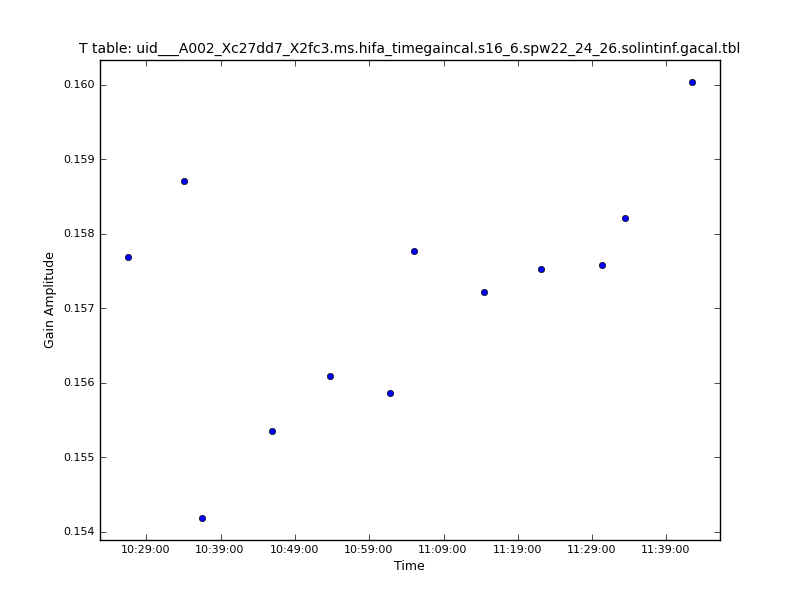 T table: uid___A002_Xc27dd7_X2fc3.ms.hifa_timegaincal.s16_6.spw22_24_26.solintinf.gacal.tbl
0.160
0.159
0.158
0.157
0.156
0.155
0.154
Gain Amplitude
10:29:00 10:39:00 10:49:00 10:59:00 11:09:00 11:19:00 11:29:00 11:39:00
Time